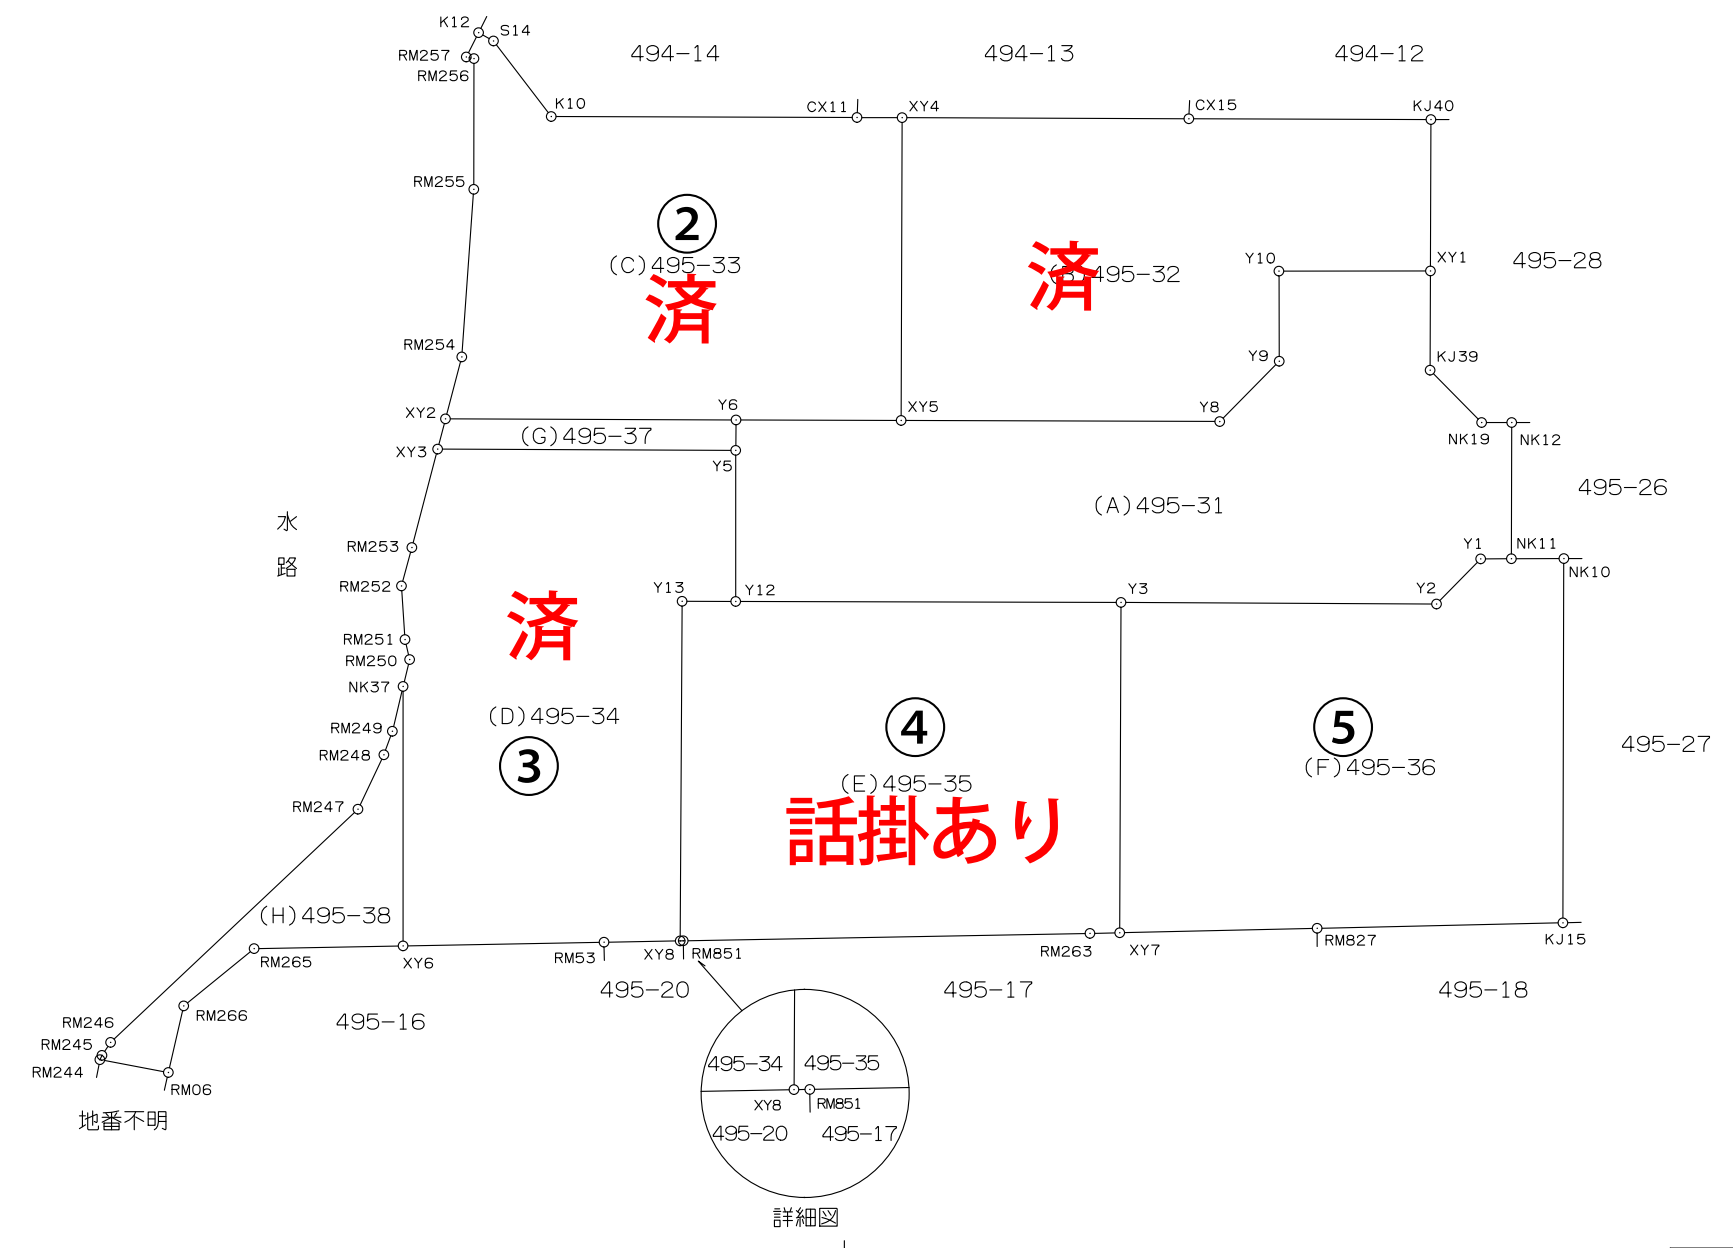 K12
S14
RM257
RM256
494-14
494-13
494-12
K10
CX11
XY4
CX15
KJ40
RM255
②
(C)495-33
済
済
(B)495-32
Y10
XY1
495-28
RM254
Y9
KJ39
XY2
Y6
XY5
Y8
(G)495-37
XY3
Y5
NK19
NK12
495-26
(A)495-31
水
路
RM253
RM252
Y13
Y12
Y3
Y2
Y1
NK11
NK10
済
RM251
RM250
NK37
(D)495-34
③
RM249
RM248
④
⑤
(E)495-35
話掛あり
(F)495-36
495-27
RM247
(H)495-38
RM265
XY6
RM53
XY8
RM851
RM263
XY7
RM827
KJ15
495-20
495-17
495-18
RM266
495-16
RM246
RM245
RM244
RM06
地番不明
495-34
495-35
XY8
RM851
495-20
495-17
詳細図